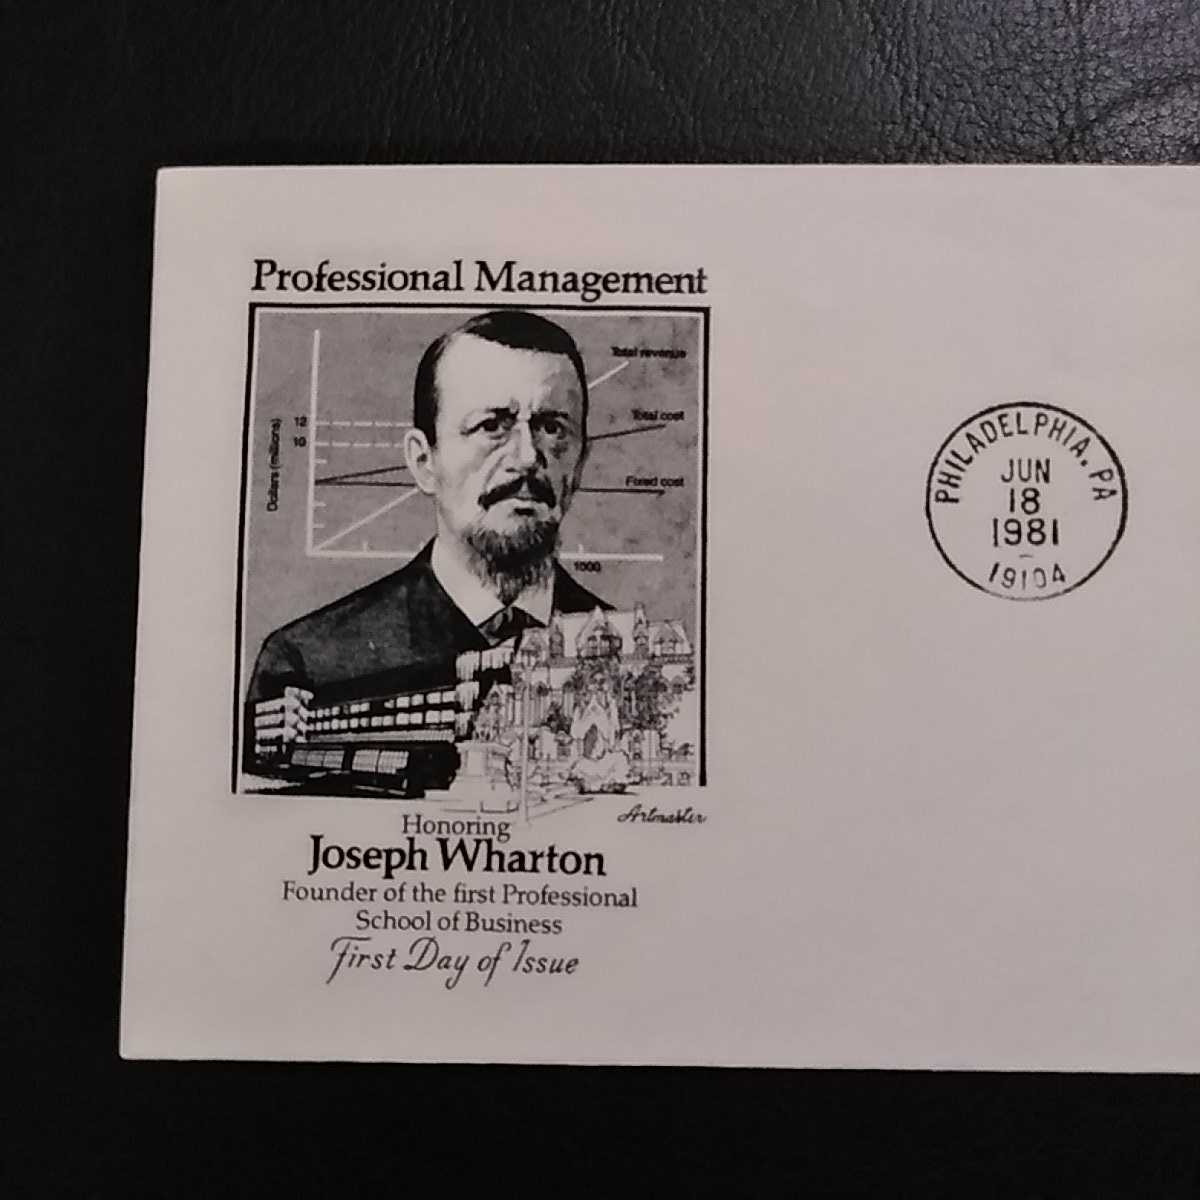 Professional Management
Total revenue
Total cost
Fixed cost
Dollars (millions)
12
10
1000
Artmaster
Honoring
Joseph Wharton
Founder of the first Professional
School of Business
First Day of Issue
PHILADELPHIA, PA
JUN
18
1981
19104